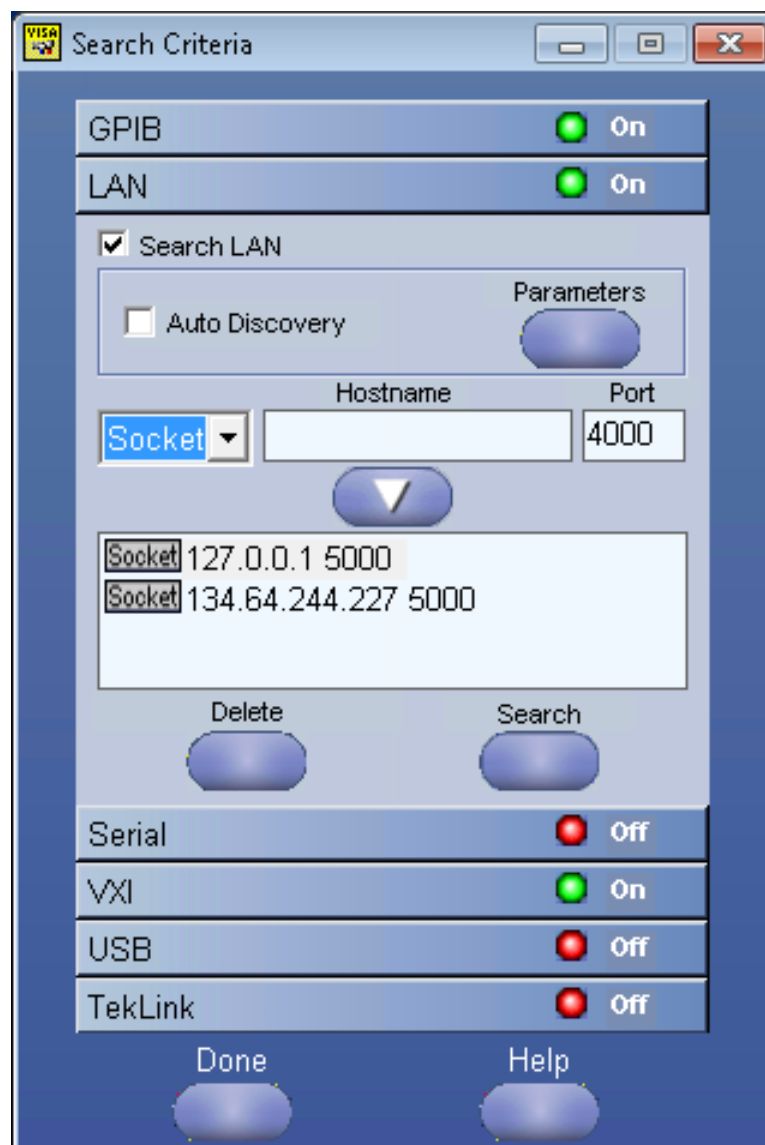 VISA
Search Criteria
GPIB On
LAN On
Search LAN
Auto Discovery
Parameters
Hostname Port
Socket 4000
Socket 127.0.0.1 5000
Socket 134.64.244.227 5000
Delete Search
Serial Off
VXI On
USB Off
TekLink Off
Done Help